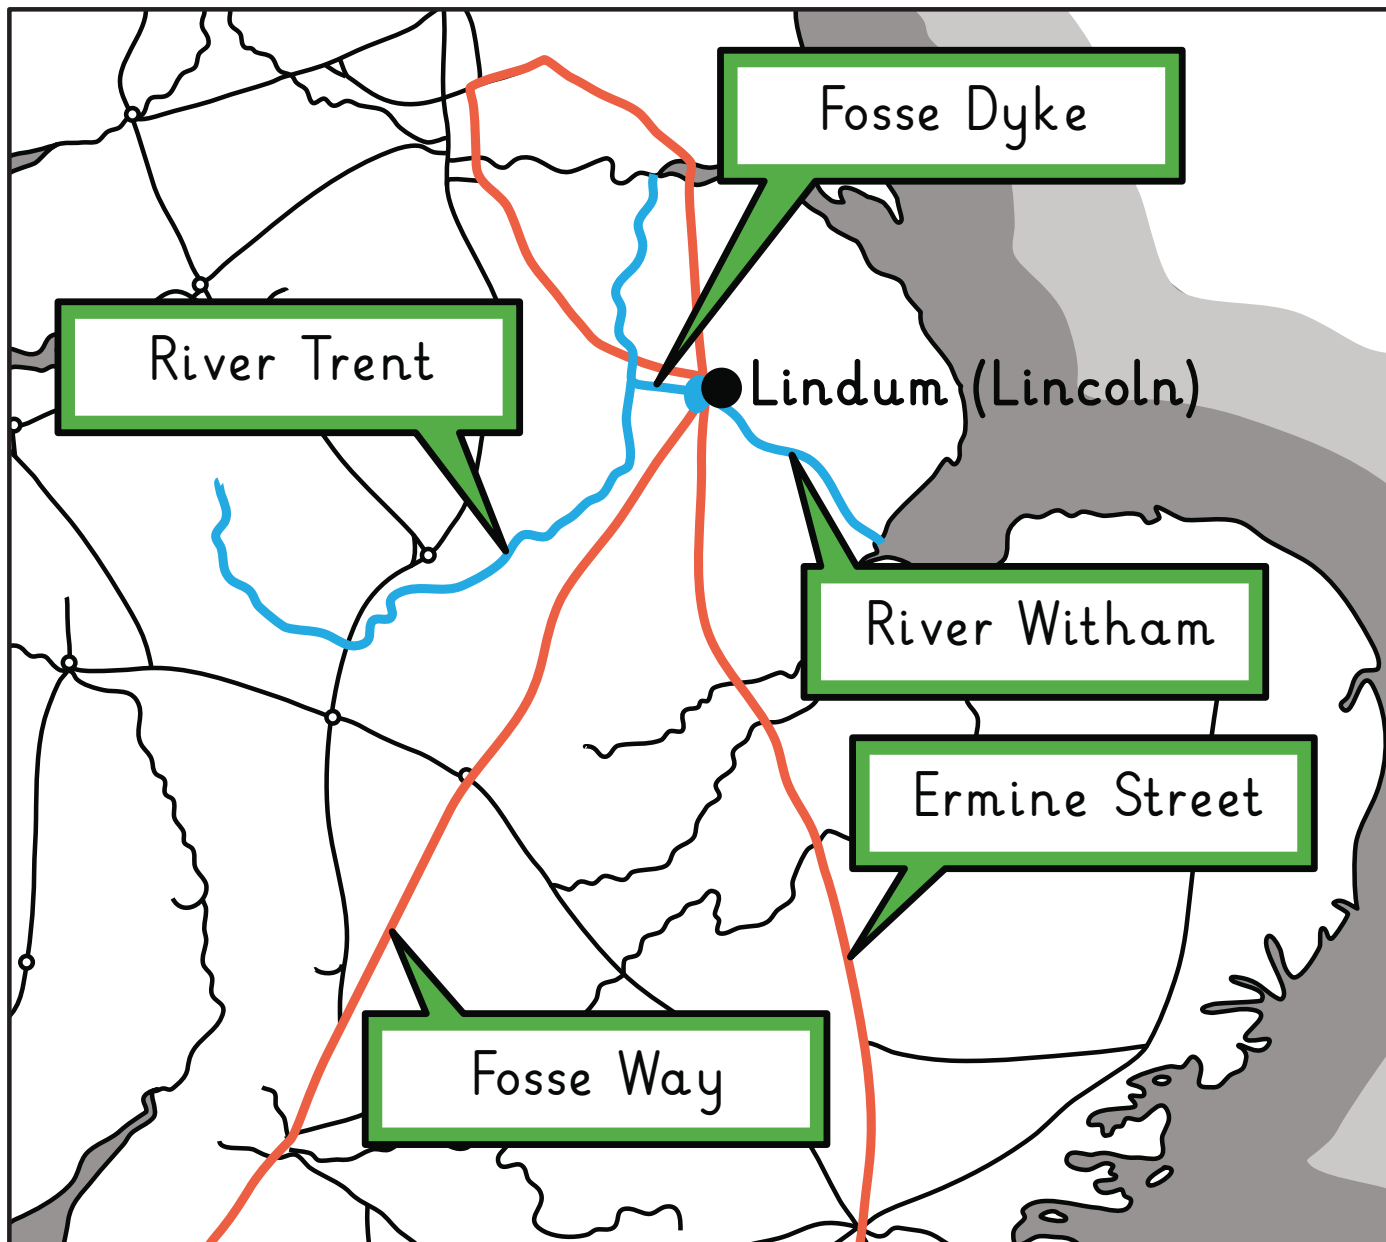 Fosse Dyke
River Trent
Lindum (Lincoln)
River Witham
Ermine Street
Fosse Way